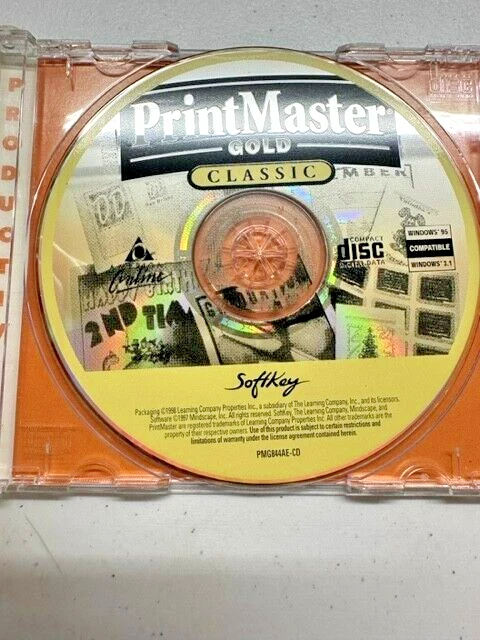 PRODUCTIV
PrintMaster
GOLD
CLASSIC
MBER
Collins
2ND TIM
COMPACT
disc
DIGITAL DATA
WINDOWS® 95
COMPATIBLE
WINDOWS® 3.1
SoftKey
Packaging ©1998 Learning Company Properties Inc., a subsidiary of The Learning Company, Inc., and its licensors.
Software ©1997 Mindscape, Inc. All rights reserved. SoftKey, The Learning Company, Mindscape, and
PrintMaster are registered trademarks of Learning Company Properties Inc. All other trademarks are the
property of their respective owners. Use of this product is subject to certain restrictions and
limitations of warranty under the license agreement contained herein.
PMG844AE-CD